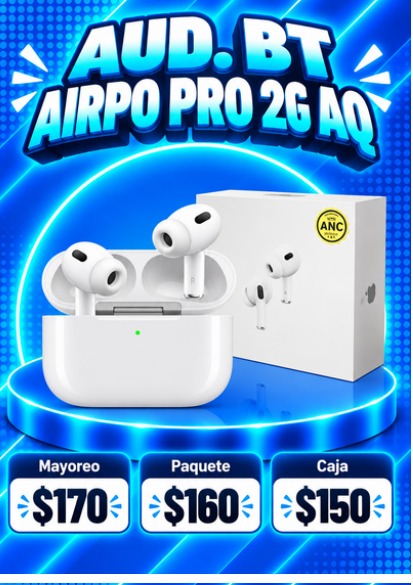 AUD. BT
AIRPO PRO 2G AQ
ANC
Mayoreo
$170
Paquete
$160
Caja
$150